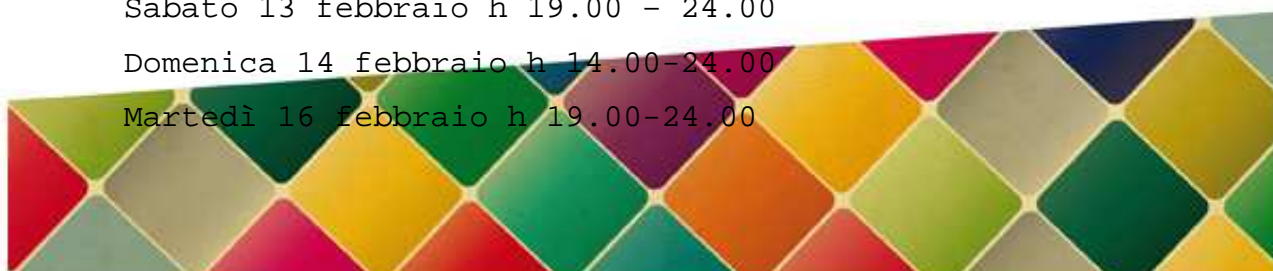 Sabato 13 febbraio h 19.00 – 24.00
Domenica 14 febbraio h 14.00-24.00
Martedì 16 febbraio h 19.00-24.00